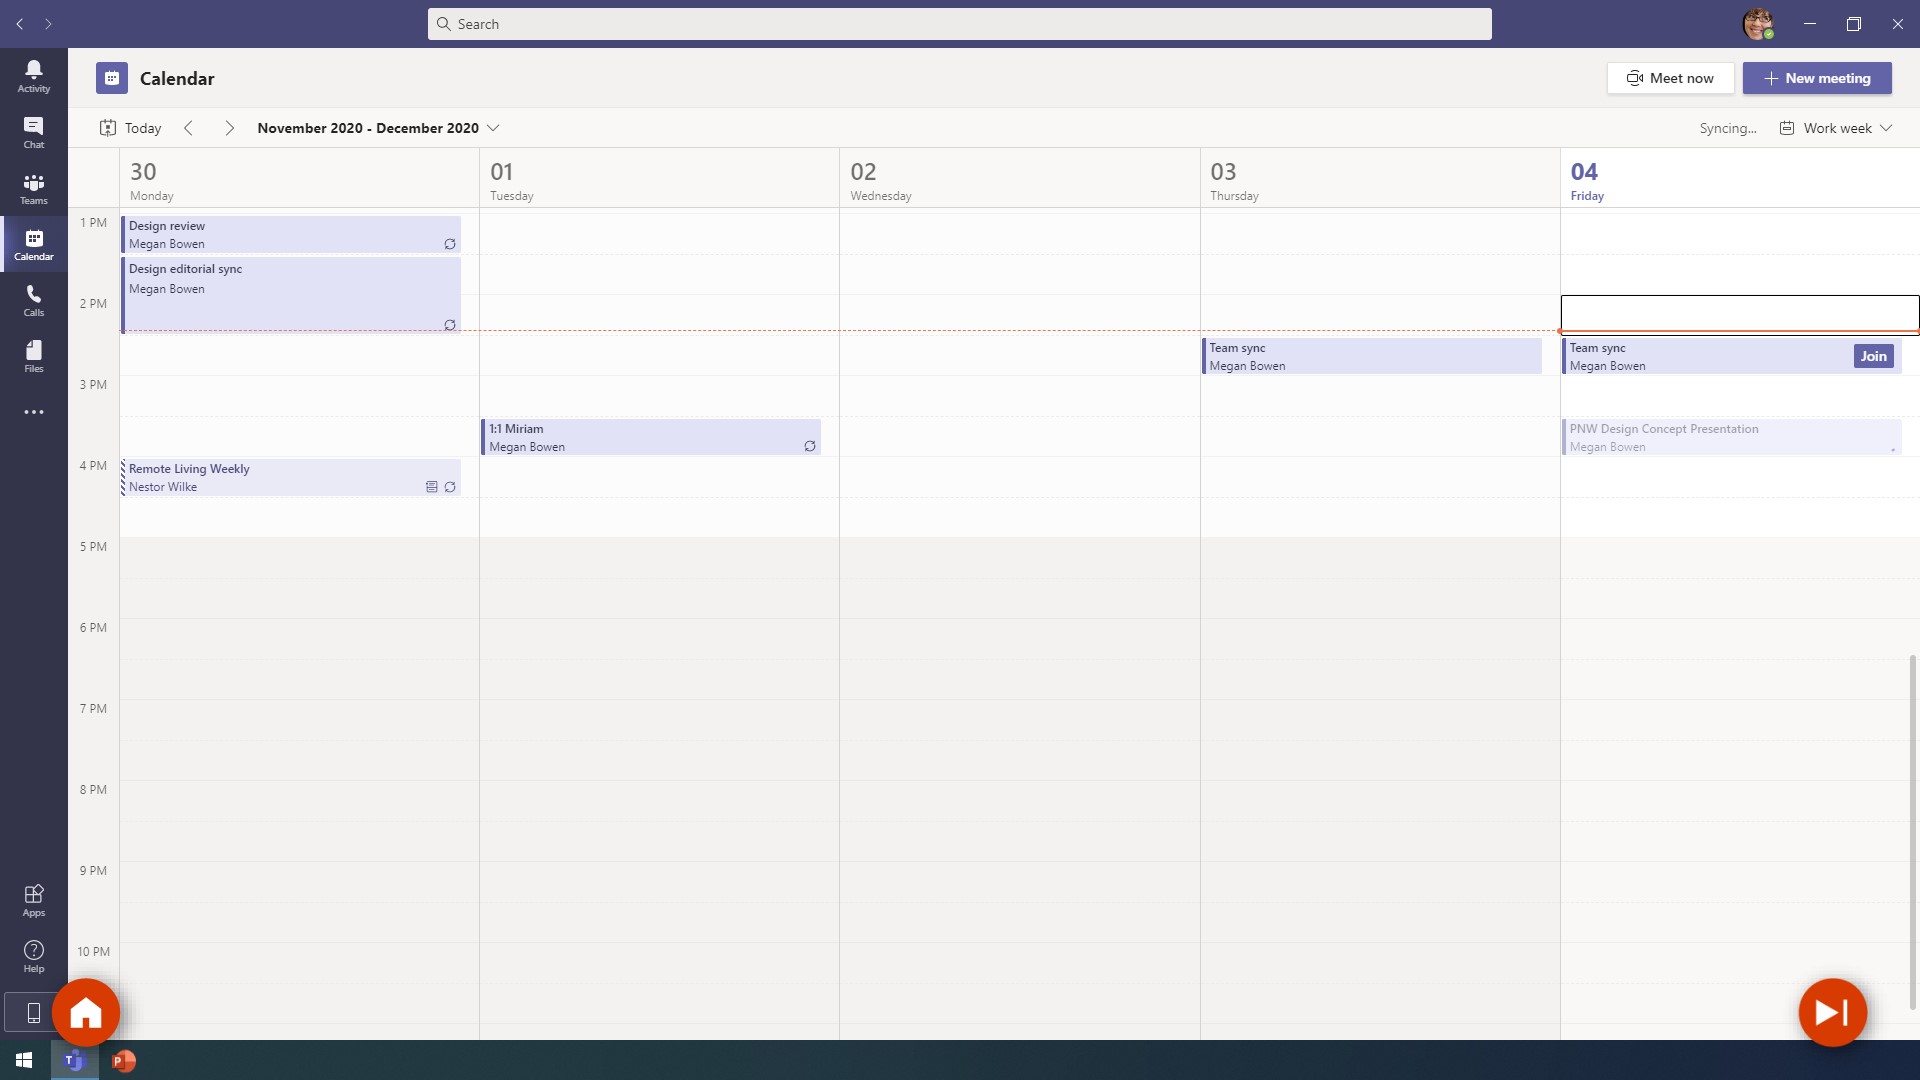 Search
Activity
Chat
Teams
Calendar
Calls
Files
Apps
Help
Calendar
Meet now
New meeting
Today
November 2020 - December 2020
Syncing...
Work week
30
Monday
01
Tuesday
02
Wednesday
03
Thursday
04
Friday
1 PM
2 PM
3 PM
4 PM
5 PM
6 PM
7 PM
8 PM
9 PM
10 PM
Design review
Megan Bowen
Design editorial sync
Megan Bowen
Remote Living Weekly
Nestor Wilke
1:1 Miriam
Megan Bowen
Team sync
Megan Bowen
Team sync
Megan Bowen
Join
PNW Design Concept Presentation
Megan Bowen
T
P